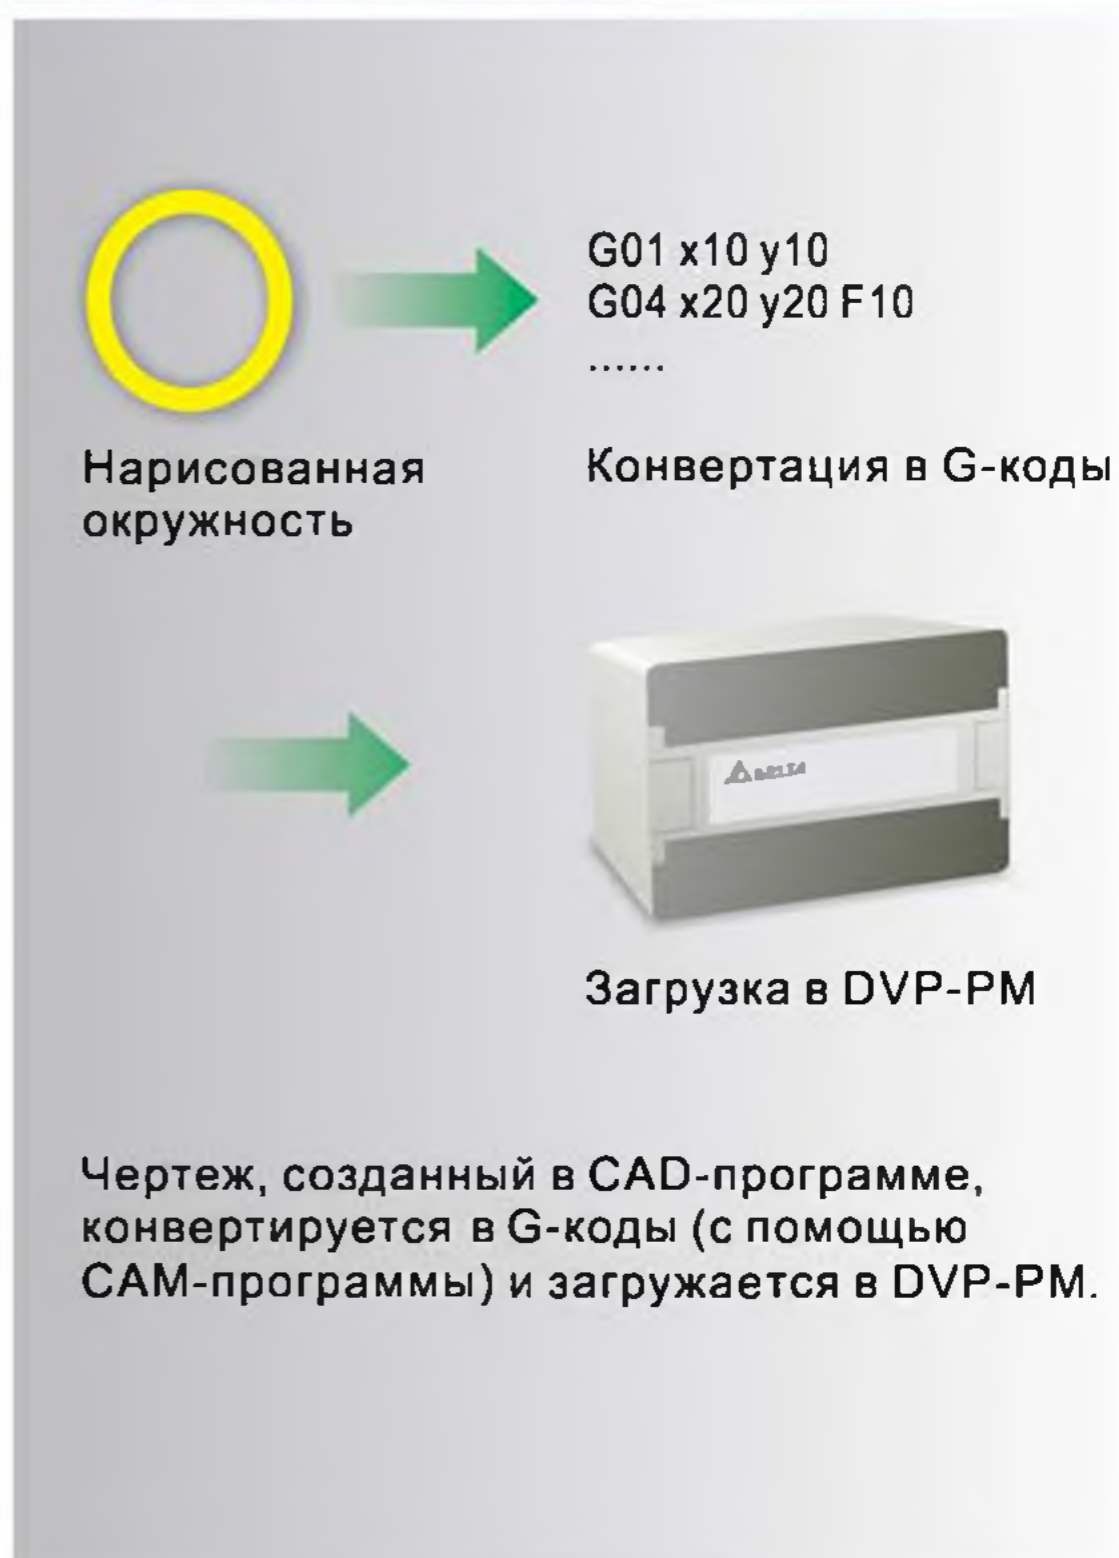 G01 x10 y10
G04 x20 y20 F10
......
Нарисованная
окружность
Конвертация в G-коды
DELTA
Загрузка в DVP-PM
Чертеж, созданный в CAD-программе,
конвертируется в G-коды (с помощью
CAM-программы) и загружается в DVP-PM.